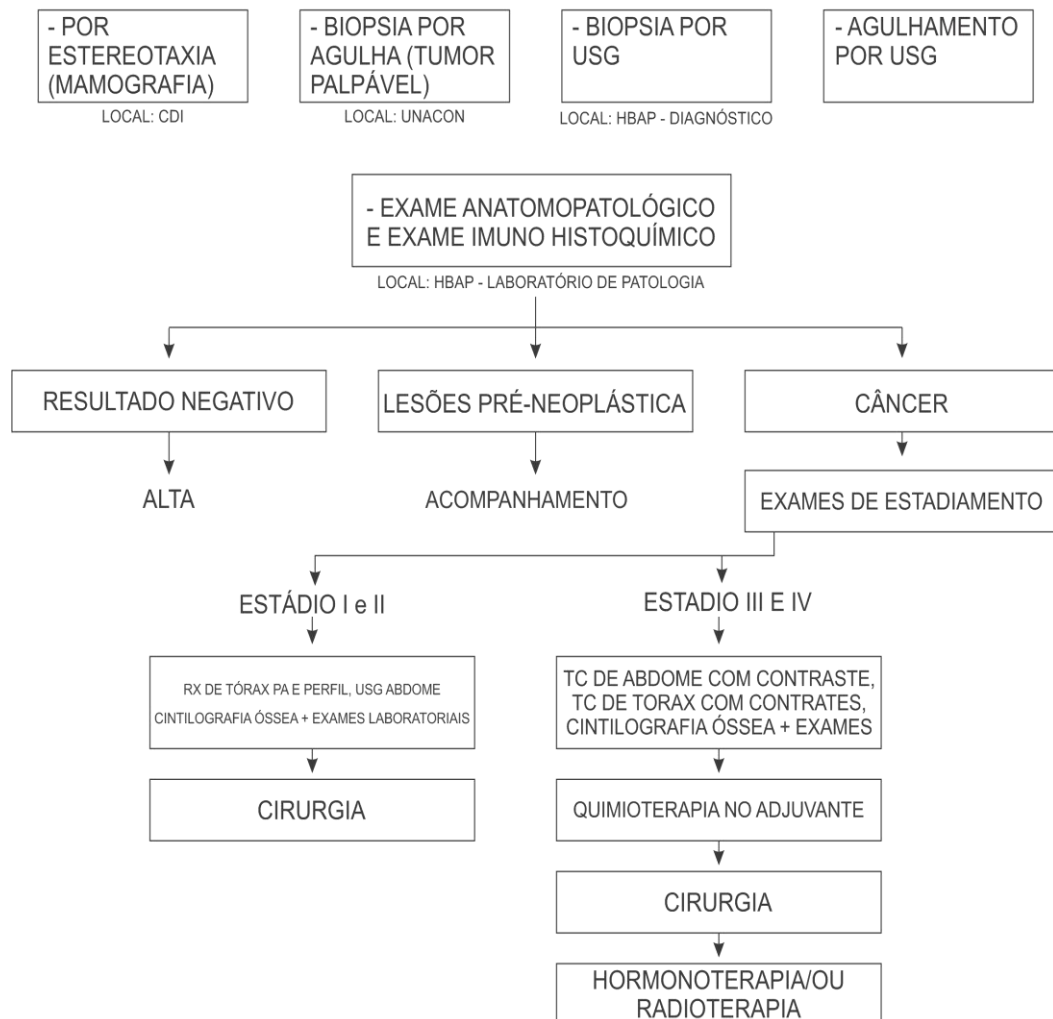 - POR
ESTEREOTAXIA
(MAMOGRAFIA)
LOCAL: CDI
- BIOPSIA POR
AGULHA (TUMOR
PALPÁVEL)
LOCAL: UNACON
- BIOPSIA POR
USG
LOCAL: HBAP - DIAGNÓSTICO
- AGULHAMENTO
POR USG
- EXAME ANATOMOPATOLÓGICO
E EXAME IMUNO HISTOQUÍMICO
LOCAL: HBAP - LABORATÓRIO DE PATOLOGIA
RESULTADO NEGATIVO
LESÕES PRÉ-NEOPLÁSTICA
CÂNCER
ALTA
ACOMPANHAMENTO
EXAMES DE ESTADIAMENTO
ESTÁDIO I e II
ESTADIO III E IV
RX DE TÓRAX PA E PERFIL, USG ABDOME
CINTILOGRAFIA ÓSSEA + EXAMES LABORATORIAIS
TC DE ABDOME COM CONTRASTE,
TC DE TORAX COM CONTRATES,
CINTILOGRAFIA ÓSSEA + EXAMES
CIRURGIA
QUIMIOTERAPIA NO ADJUVANTE
CIRURGIA
HORMONOTERAPIA/OU
RADIOTERAPIA